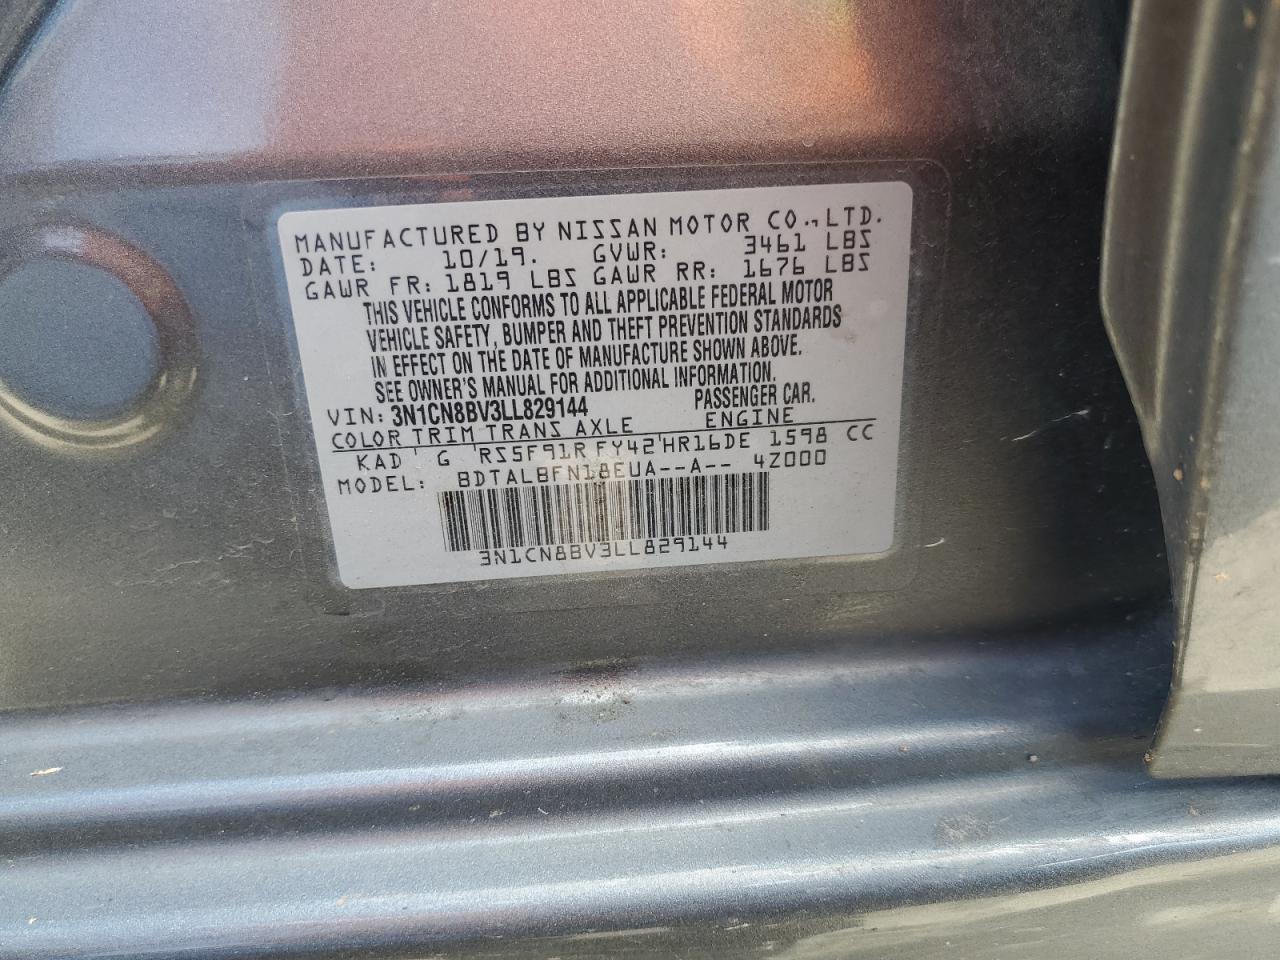 MANUFACTURED BY NISSAN MOTOR CO., LTD.
DATE: 10/19. GVWR: 3461 LBS
GAWR FR: 1819 LBS GAWR RR: 1676 LBS
THIS VEHICLE CONFORMS TO ALL APPLICABLE FEDERAL MOTOR
VEHICLE SAFETY, BUMPER AND THEFT PREVENTION STANDARDS
IN EFFECT ON THE DATE OF MANUFACTURE SHOWN ABOVE.
SEE OWNER'S MANUAL FOR ADDITIONAL INFORMATION.
VIN: 3N1CN8BV3LL829144 PASSENGER CAR.
COLOR TRIM TRANS AXLE ENGINE
KAD ' G 'RS5F91R FY42'HR16DE 1598 CC
MODEL: BDTALBFN18EUA--A-- 4Z000
3N1CN8BV3LL829144